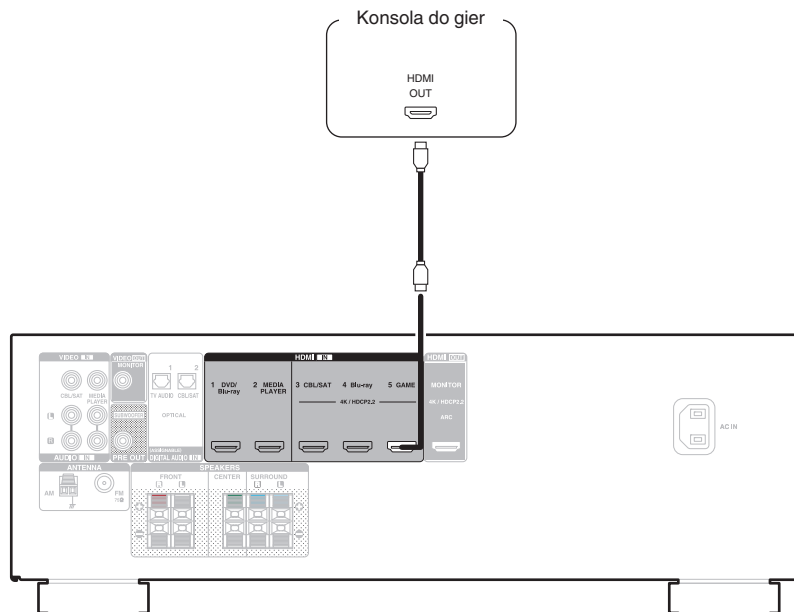 Konsola do gier
HDMI
OUT
VIDEO IN
CBL/SAT
MEDIA
PLAYER
L
R
AUDIO IN
VIDEO OUT
MONITOR
SUBWOOFER
PRE OUT
1 2
TV AUDIO CBL/SAT
OPTICAL
ASSIGNABLE
DIGITAL AUDIO IN
HDMI IN
1 DVD/
Blu-ray
2 MEDIA
PLAYER
3 CBL/SAT
4 Blu-ray
5 GAME
4K / HDCP2.2
HDMI OUT
MONITOR
4K / HDCP2.2
ARC
AC IN
ANTENNA
AM
FM
75Ω
SPEAKERS
FRONT
R L
CENTER
SURROUND
R L